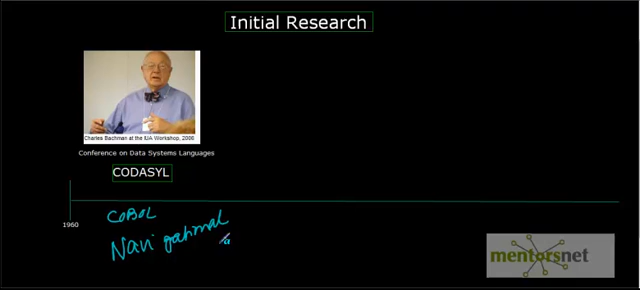 Initial Research
Charles Bachman at the IUA Workshop, 2006
Conference on Data Systems Languages
CODASYL
1960
COBOL
Navigational
mentorsnet